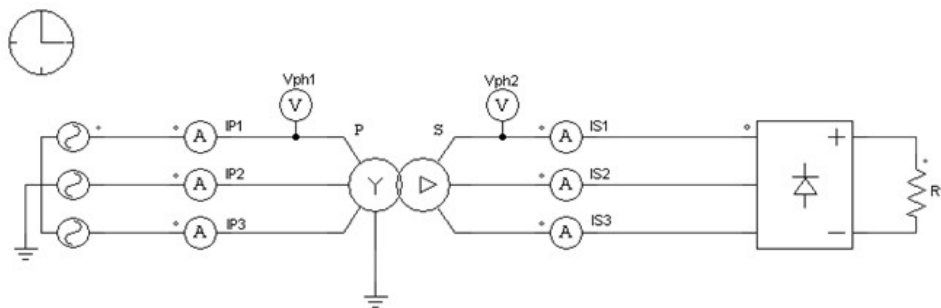 Vph1
V
Vph2
V
A IP1
P
S
A IS1
A IP2
Y
A IS2
A IP3
A IS3
R